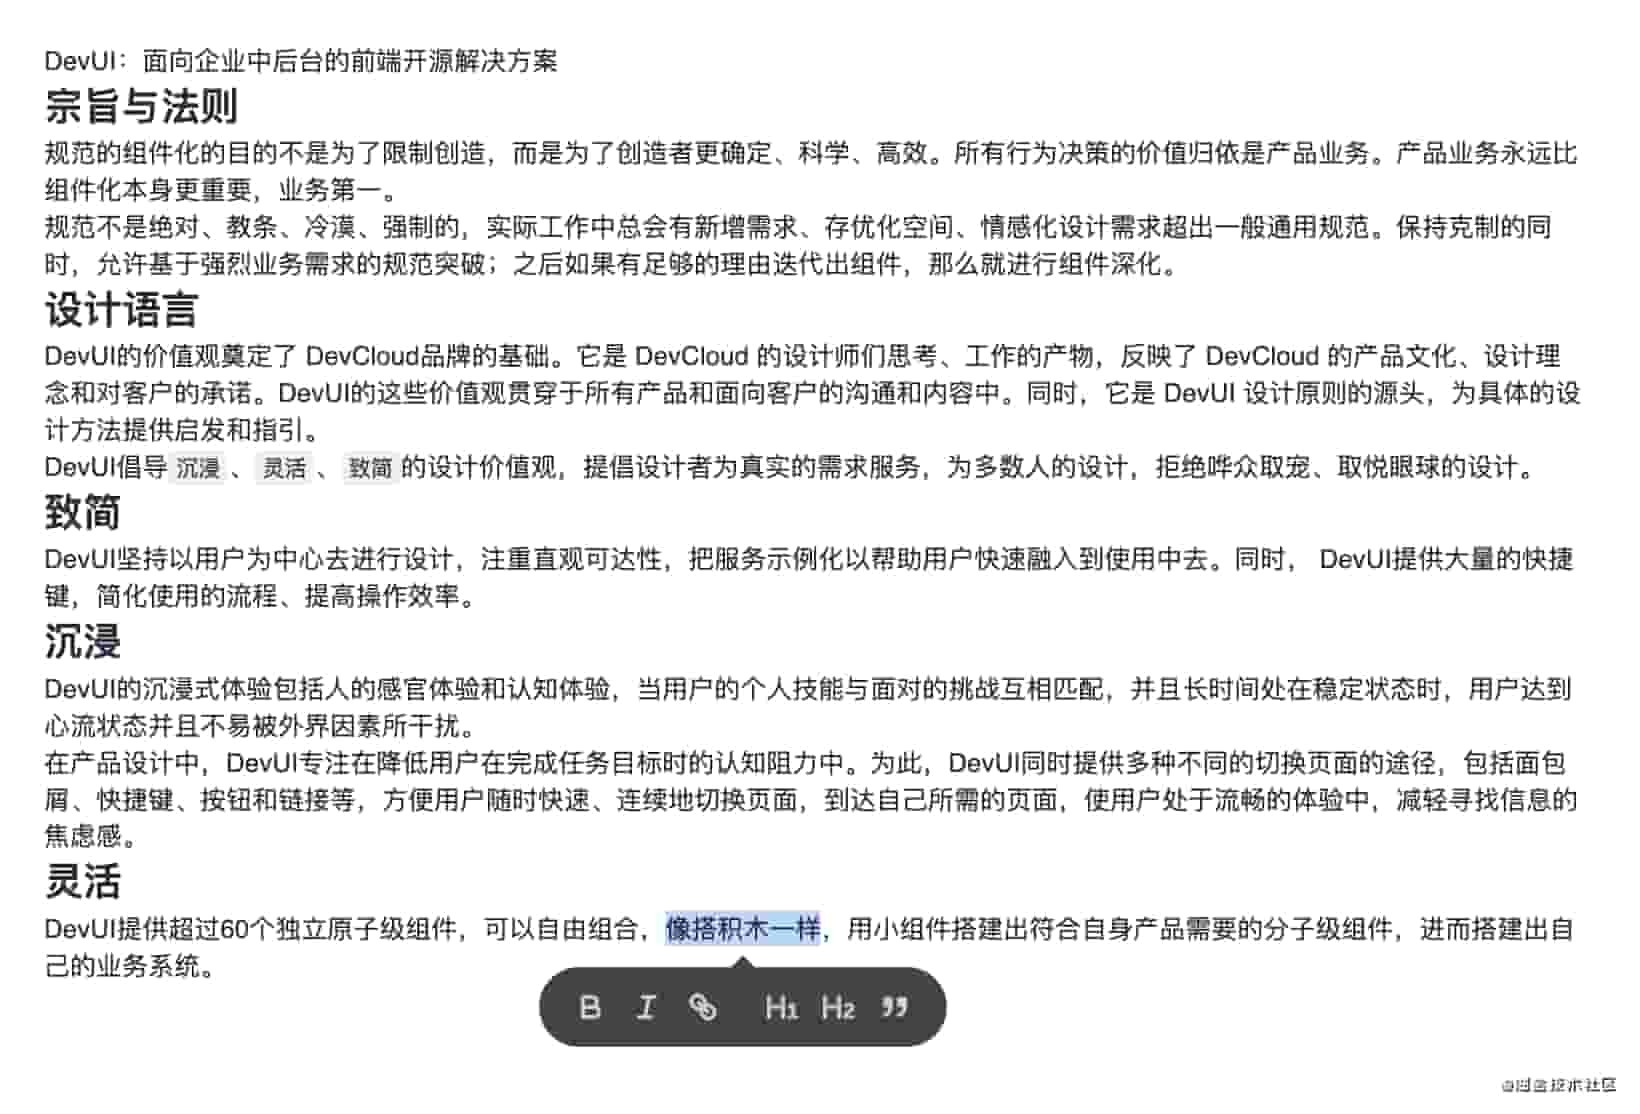 DevUI：面向企业中后台的前端开源解决方案
宗旨与法则
规范的组件化的目的不是为了限制创造，而是为了创造者更确定、科学、高效。所有行为决策的价值归依是产品业务。产品业务永远比
组件化本身更重要，业务第一。
规范不是绝对、教条、冷漠、强制的，实际工作中总会有新增需求、存优化空间、情感化设计需求超出一般通用规范。保持克制的同
时，允许基于强烈业务需求的规范突破；之后如果有足够的理由迭代出组件，那么就进行组件深化。
设计语言
DevUI的价值观奠定了 DevCloud品牌的基础。它是 DevCloud 的设计师们思考、工作的产物，反映了 DevCloud 的产品文化、设计理
念和对客户的承诺。DevUI的这些价值观贯穿于所有产品和面向客户的沟通和内容中。同时，它是 DevUI 设计原则的源头，为具体的设
计方法提供启发和指引。
DevUI倡导 沉浸 、 灵活 、 致简 的设计价值观，提倡设计者为真实的需求服务，为多数人的设计，拒绝哗众取宠、取悦眼球的设计。
致简
DevUI坚持以用户为中心去进行设计，注重直观可达性，把服务示例化以帮助用户快速融入到使用中去。同时， DevUI提供大量的快捷
键，简化使用的流程、提高操作效率。
沉浸
DevUI的沉浸式体验包括人的感官体验和认知体验，当用户的个人技能与面对的挑战互相匹配，并且长时间处在稳定状态时，用户达到
心流状态并且不易被外界因素所干扰。
在产品设计中，DevUI专注在降低用户在完成任务目标时的认知阻力中。为此，DevUI同时提供多种不同的切换页面的途径，包括面包
屑、快捷键、按钮和链接等，方便用户随时快速、连续地切换页面，到达自己所需的页面，使用户处于流畅的体验中，减轻寻找信息的
焦虑感。
灵活
DevUI提供超过60个独立原子级组件，可以自由组合，像搭积木一样，用小组件搭建出符合自身产品需要的分子级组件，进而搭建出自
己的业务系统。
B I H1 H2 ”
@掘金技术社区